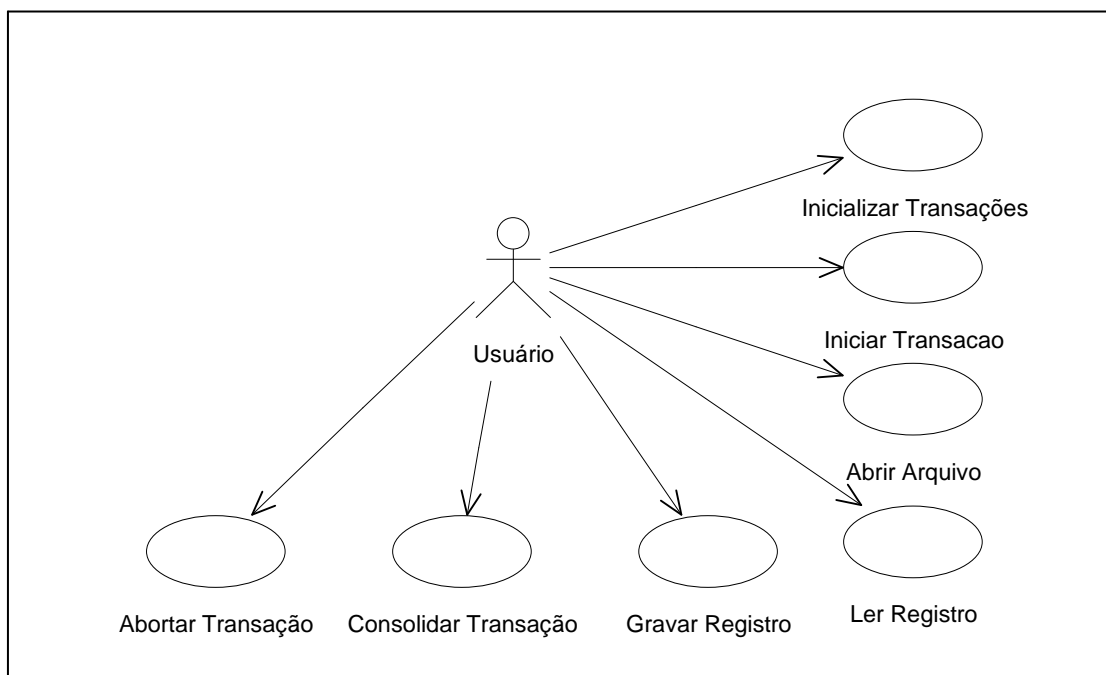 Inicializar Transações
Iniciar Transacao
Usuário
Abrir Arquivo
Ler Registro
Abortar Transação
Consolidar Transação
Gravar Registro